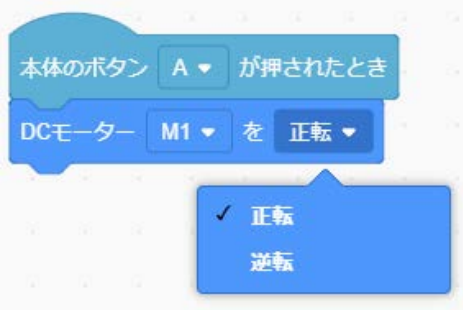 本体のボタン A が押されたとき
DCモーター M1 を 正転
✓ 正転
逆転